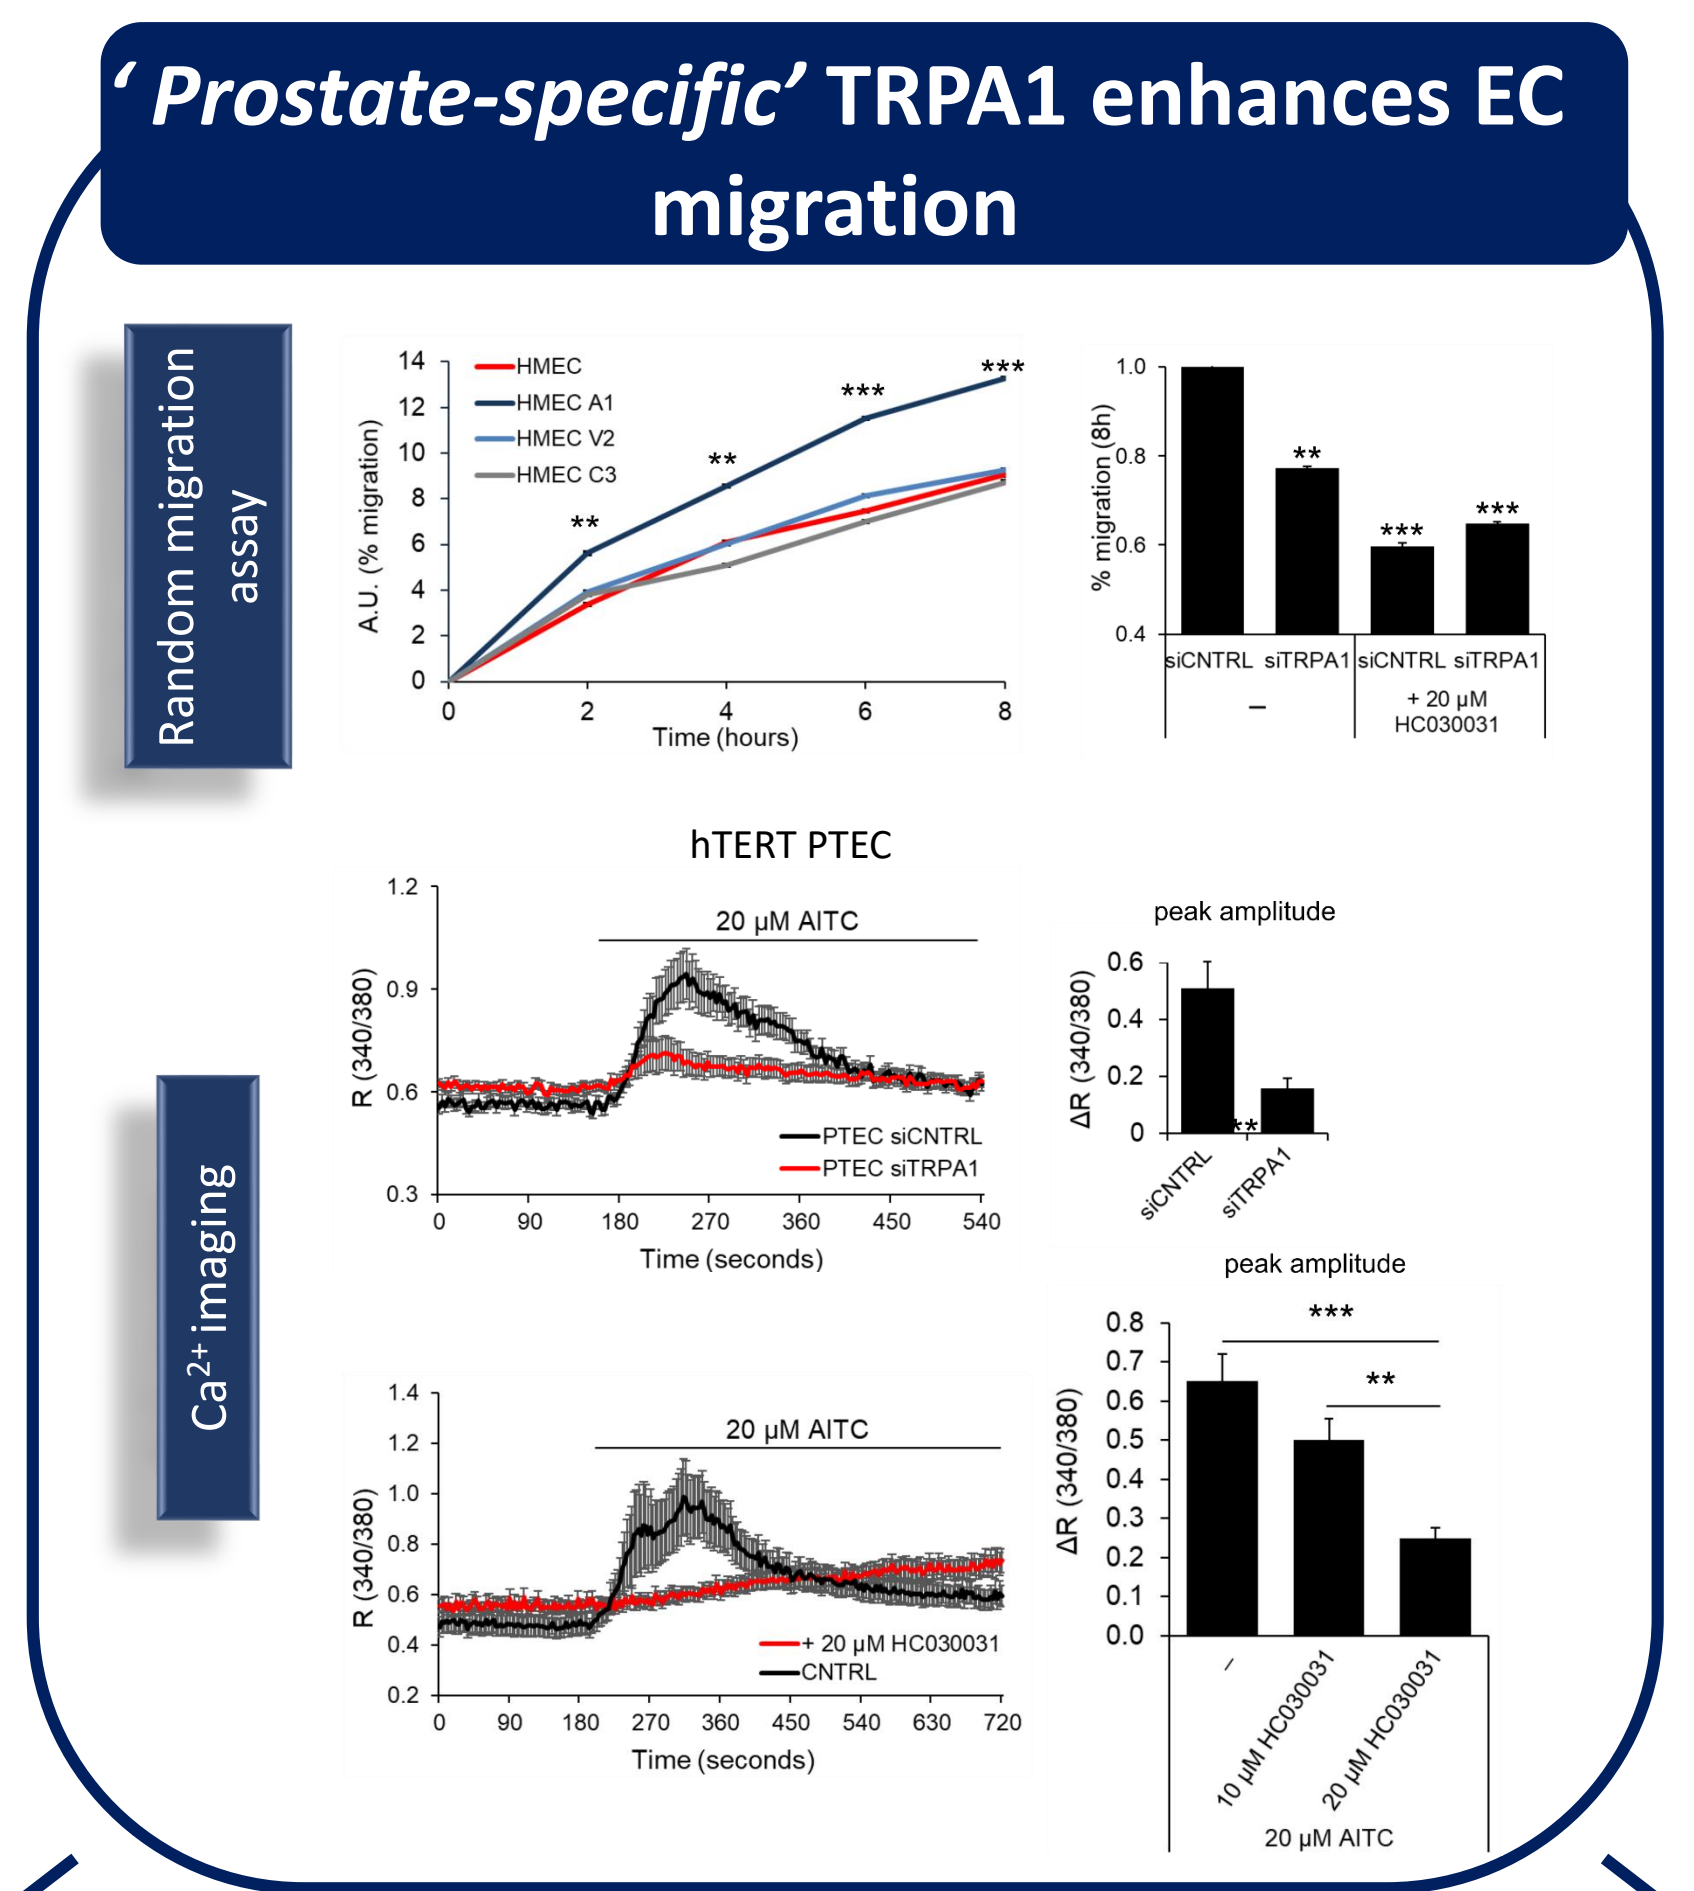 ‘ Prostate-specific’ TRPA1 enhances EC
migration
Random migration
assay
14
12
10
8
6
4
2
0
A.U. (% migration)
HMEC
HMEC A1
HMEC V2
HMEC C3
**
**
***
***
0 2 4 6 8
Time (hours)
1.0
0.8
0.6
0.4
% migration (8h)
**
***
***
siCNTRL siTRPA1 siCNTRL siTRPA1
–
+ 20 µM
HC030031
Ca2+ imaging
hTERT PTEC
1.2
0.9
0.6
0.3
R (340/380)
20 µM AITC
PTEC siCNTRL
PTEC siTRPA1
0 90 180 270 360 450 540
Time (seconds)
peak amplitude
0.6
0.4
0.2
0
ΔR (340/380)
**
siCNTRL
siTRPA1
1.4
1.2
1.0
0.8
0.6
0.4
0.2
R (340/380)
20 µM AITC
+ 20 µM HC030031
CNTRL
0 90 180 270 360 450 540 630 720
Time (seconds)
peak amplitude
0.8
0.7
0.6
0.5
0.4
0.3
0.2
0.1
0.0
ΔR (340/380)
***
**
–
10 µM HC030031
20 µM HC030031
20 µM AITC